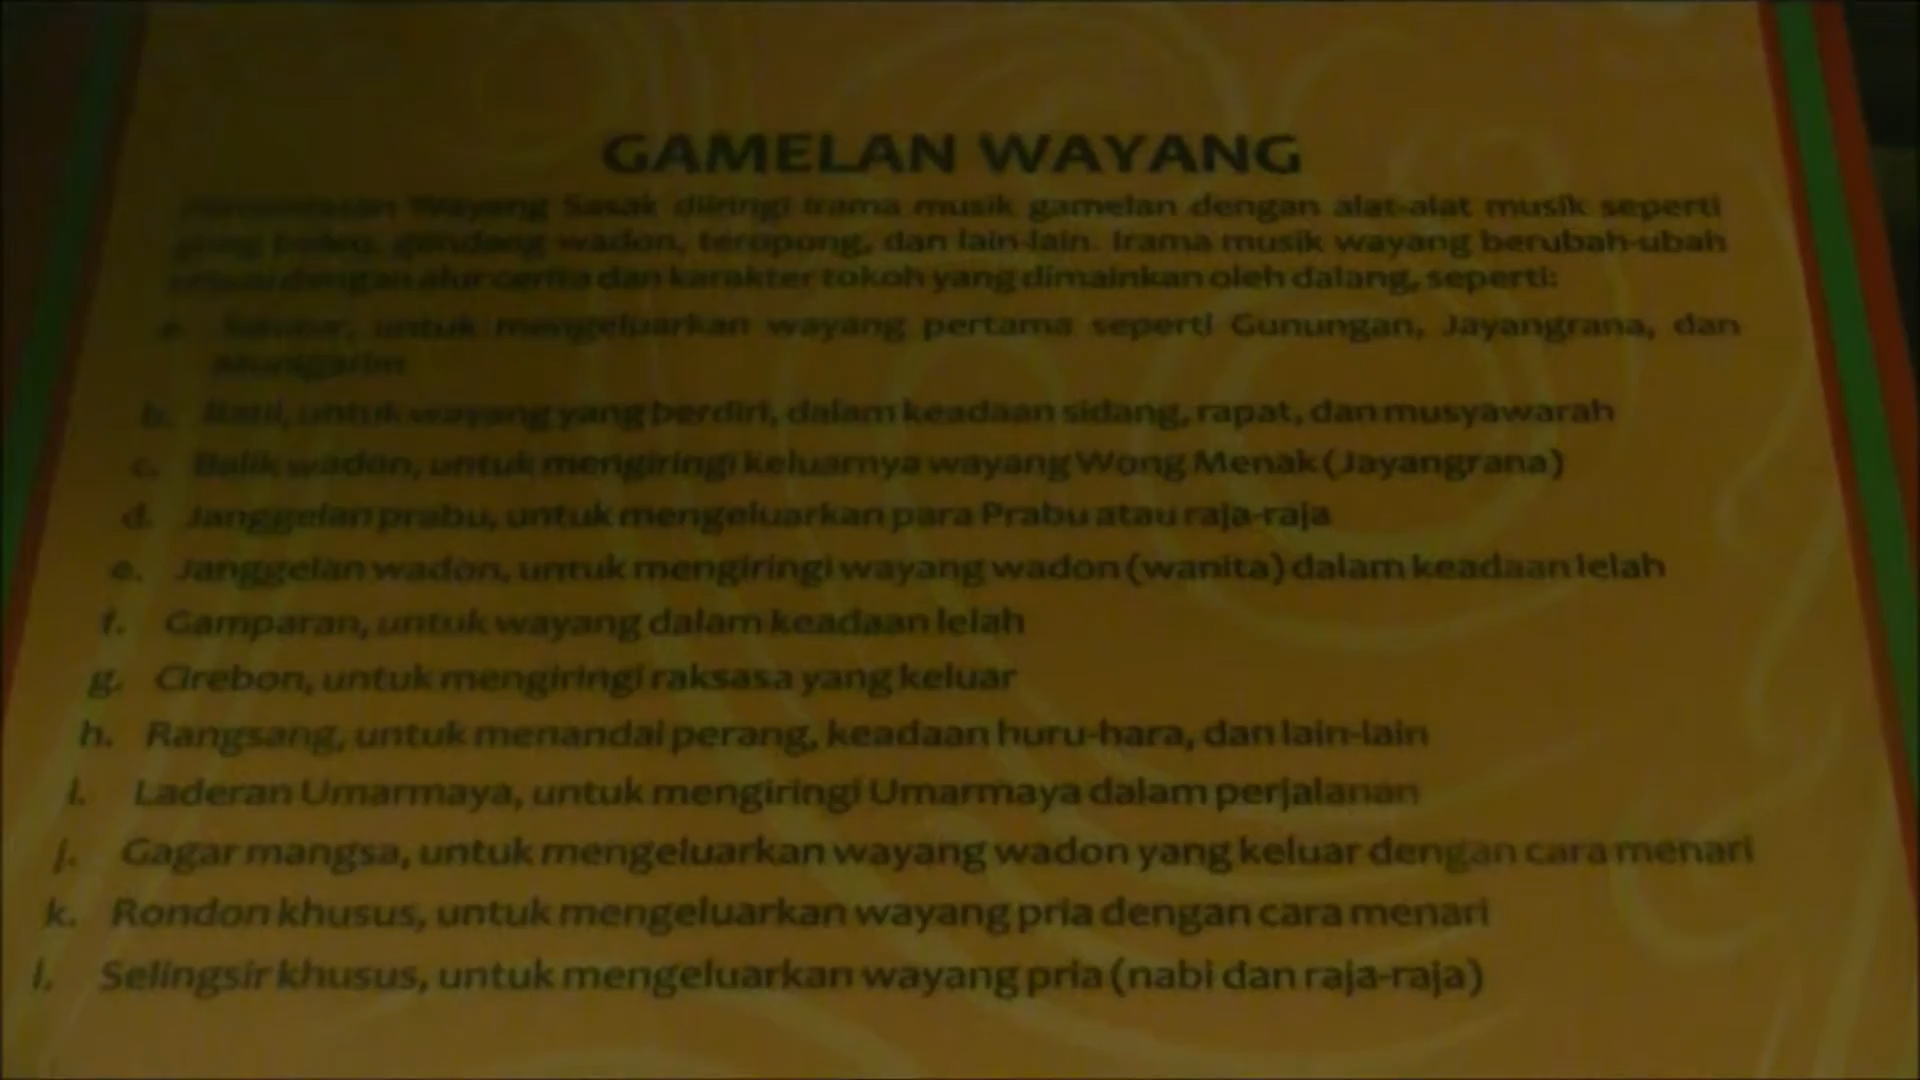 GAMELAN WAYANG
Wayang Sasak diiringi irama musik gamelan dengan alat-alat musik seperti
gendang wadon, teropong, dan lain-lain. Irama musik wayang berubah-ubah
dengan alur cerita dan karakter tokoh yang dimainkan oleh dalang, seperti:
untuk mengeluarkan wayang pertama seperti Gunungan, Jayangrana, dan
b. untuk wayang yang berdiri, dalam keadaan sidang, rapat, dan musyawarah
c. Balik wadon, untuk mengiringi keluarnya wayang Wong Menak (Jayangrana)
d. Janggelan prabu, untuk mengeluarkan para Prabu atau raja-raja
e. Janggelan wadon, untuk mengiringi wayang wadon (wanita) dalam keadaan lelah
f. Gamparan, untuk wayang dalam keadaan lelah
g. Cirebon, untuk mengiringi raksasa yang keluar
h. Rangsang, untuk menandai perang, keadaan huru-hara, dan lain-lain
i. Laderan Umarmaya, untuk mengiringi Umarmaya dalam perjalanan
j. Gagar mangsa, untuk mengeluarkan wayang wadon yang keluar dengan cara menari
k. Rondon khusus, untuk mengeluarkan wayang pria dengan cara menari
l. Selingsir khusus, untuk mengeluarkan wayang pria (nabi dan raja-raja)